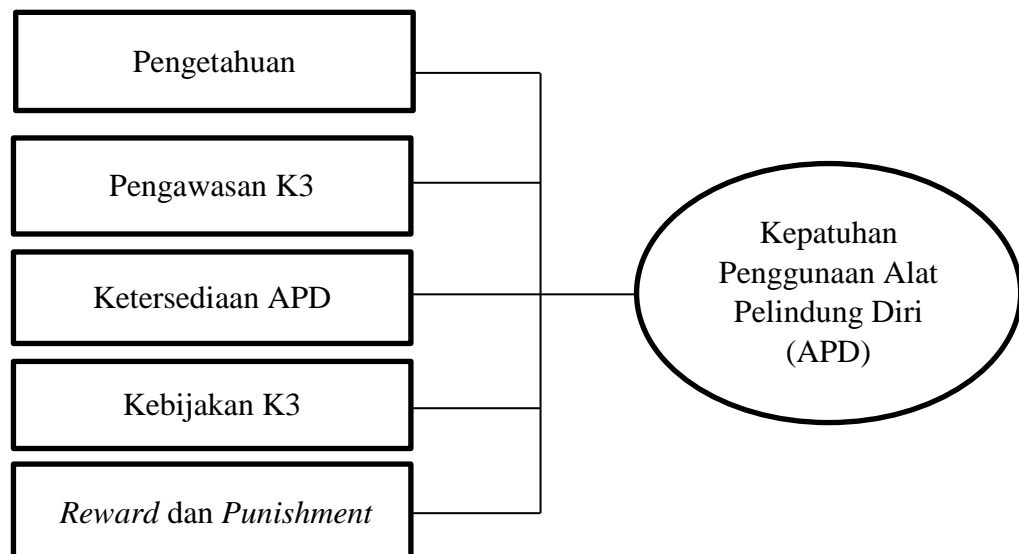 Pengetahuan
Pengawasan K3
Ketersediaan APD
Kebijakan K3
Reward dan Punishment
Kepatuhan
Penggunaan Alat
Pelindung Diri
(APD)